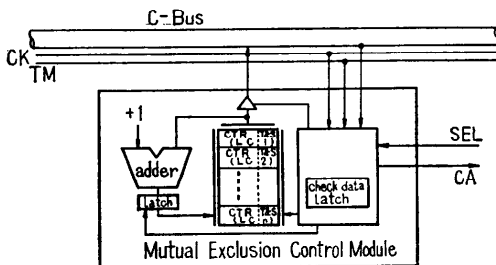 C-Bus
CK
TM
+1
CTR T&S
(LC 1)
CTR T&S
(LC 2)
adder
latch
CTR T&S
(LC n)
check data
latch
SEL
CA
Mutual Exclusion Control Module